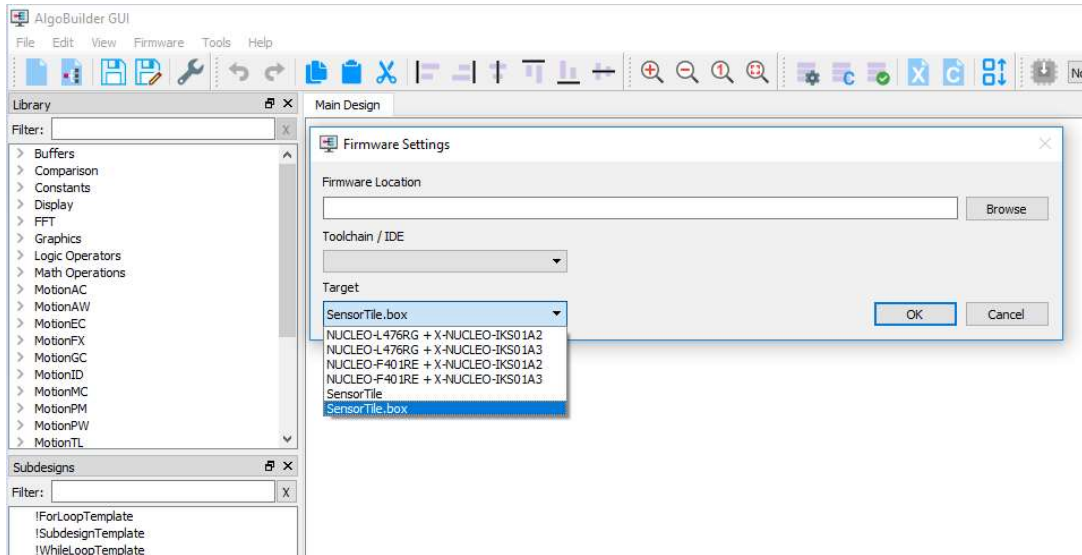 AlgoBuilder GUI
File Edit View Firmware Tools Help
Library
Main Design
Filter:
X
Buffers
Comparison
Constants
Display
FFT
Graphics
Logic Operators
Math Operations
MotionAC
MotionAW
MotionEC
MotionFX
MotionGC
MotionID
MotionMC
MotionPM
MotionPW
MotionTL
Subdesigns
Filter:
X
!ForLoopTemplate
!SubdesignTemplate
!WhileLoopTemplate
Firmware Settings
Firmware Location
Browse
Toolchain / IDE
Target
SensorTile.box
OK Cancel
NUCLEO-L476RG + X-NUCLEO-IKS01A2
NUCLEO-L476RG + X-NUCLEO-IKS01A3
NUCLEO-F401RE + X-NUCLEO-IKS01A2
NUCLEO-F401RE + X-NUCLEO-IKS01A3
SensorTile
SensorTile.box